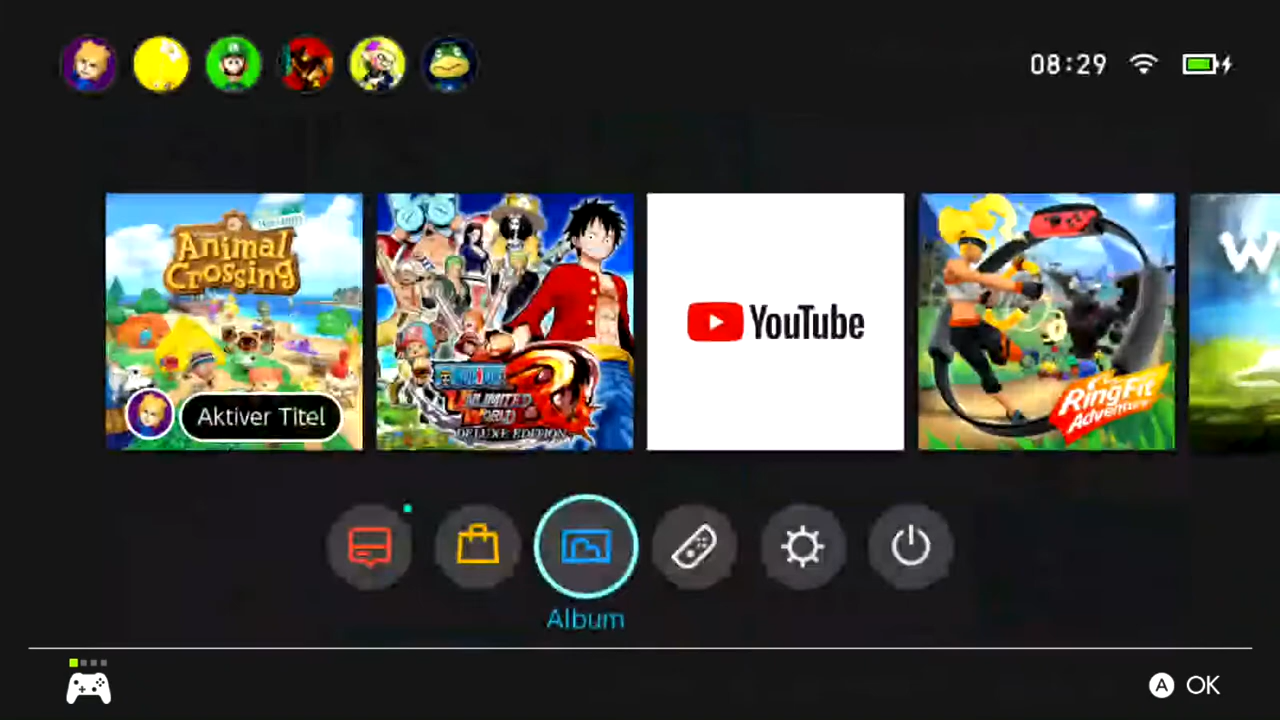 08:29
Animal
Crossing
Aktiver Titel
ONE PIECE
UNLIMITED
WORLD
DELUXE EDITION
YouTube
RingFit
Adventure
W
Album
A OK